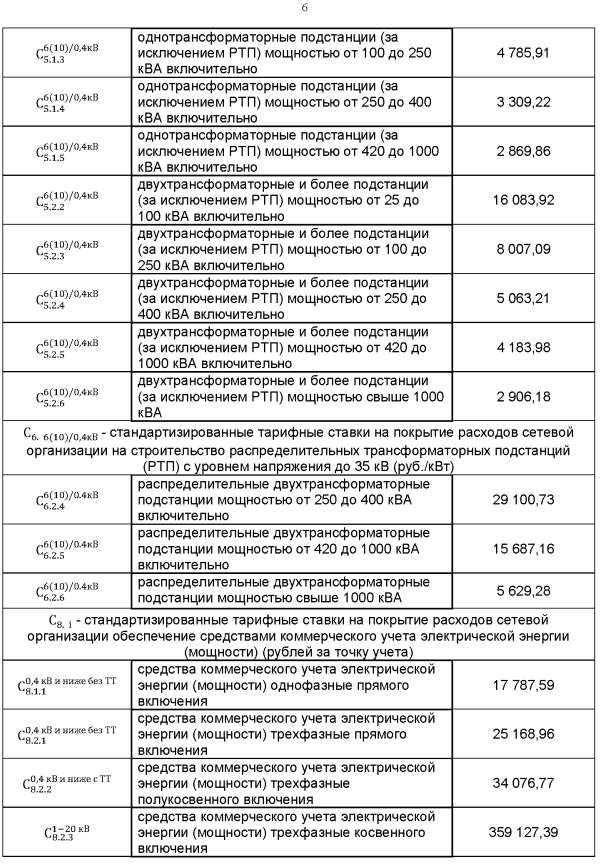 6
C 6(10)/0,4кВ 5.1.3
однотрансформаторные подстанции (за
исключением РТП) мощностью от 100 до 250
кВА включительно
4 785,91
C 6(10)/0,4кВ 5.1.4
однотрансформаторные подстанции (за
исключением РТП) мощностью от 250 до 400
кВА включительно
3 309,22
C 6(10)/0,4кВ 5.1.5
однотрансформаторные подстанции (за
исключением РТП) мощностью от 420 до 1000
кВА включительно
2 869,86
C 6(10)/0,4кВ 5.2.2
двухтрансформаторные и более подстанции
(за исключением РТП) мощностью от 25 до
100 кВА включительно
16 083,92
C 6(10)/0,4кВ 5.2.3
двухтрансформаторные и более подстанции
(за исключением РТП) мощностью от 100 до
250 кВА включительно
8 007,09
C 6(10)/0,4кВ 5.2.4
двухтрансформаторные и более подстанции
(за исключением РТП) мощностью от 250 до
400 кВА включительно
5 063,21
C 6(10)/0,4кВ 5.2.5
двухтрансформаторные и более подстанции
(за исключением РТП) мощностью от 420 до
1000 кВА включительно
4 183,98
C 6(10)/0,4кВ 5.2.6
двухтрансформаторные и более подстанции
(за исключением РТП) мощностью свыше 1000
кВА
2 906,18
C6. 6(10)/0,4кВ - стандартизированные тарифные ставки на покрытие расходов сетевой
организации на строительство распределительных трансформаторных подстанций
(РТП) с уровнем напряжения до 35 кВ (руб./кВт)
C 6(10)/0.4кВ 6.2.4
распределительные двухтрансформаторные
подстанции мощностью от 250 до 400 кВА
включительно
29 100,73
C 6(10)/0.4кВ 6.2.5
распределительные двухтрансформаторные
подстанции мощностью от 420 до 1000 кВА
включительно
15 687,16
C 6(10)/0.4кВ 6.2.6
распределительные двухтрансформаторные
подстанции мощностью свыше 1000 кВА
5 629,28
C8. i - стандартизированные тарифные ставки на покрытие расходов сетевой
организации обеспечение средствами коммерческого учета электрической энергии
(мощности) (рублей за точку учета)
C 0,4 кВ и ниже без ТТ 8.1.1
средства коммерческого учета электрической
энергии (мощности) однофазные прямого
включения
17 787,59
C 0,4 кВ и ниже без ТТ 8.2.1
средства коммерческого учета электрической
энергии (мощности) трехфазные прямого
включения
25 168,96
C 0,4 кВ и ниже с ТТ 8.2.2
средства коммерческого учета электрической
энергии (мощности) трехфазные
полукосвенного включения
34 076,77
C 1−20 кВ 8.2.3
средства коммерческого учета электрической
энергии (мощности) трехфазные косвенного
включения
359 127,39